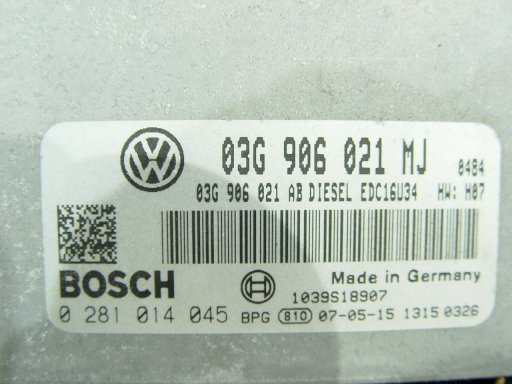 03G 906 021 MJ 0484
03G 906 021 AB DIESEL EDC16U34 HW: H07
BOSCH
Made in Germany
1039S18907
0 281 014 045 BPG 810 07-05-15 1315 0326